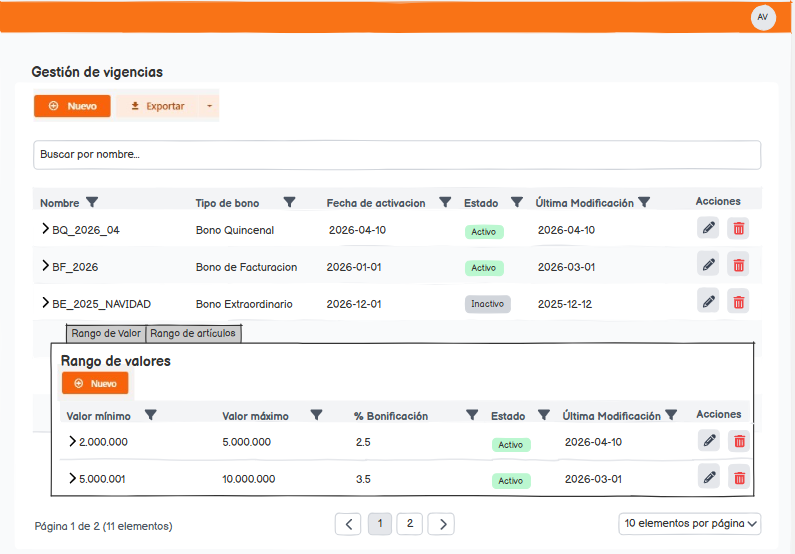 AV
Gestión de vigencias
Nuevo Exportar
Buscar por nombre...
Nombre Tipo de bono Fecha de activacion Estado Última Modificación Acciones
BQ_2026_04 Bono Quincenal 2026-04-10 Activo 2026-04-10
BF_2026 Bono de Facturacion 2026-01-01 Activo 2026-03-01
BE_2025_NAVIDAD Bono Extraordinario 2026-12-01 Inactivo 2025-12-12
Rango de Valor Rango de artículos
Rango de valores
Nuevo
Valor mínimo Valor máximo % Bonificación Estado Última Modificación Acciones
2.000.000 5.000.000 2.5 Activo 2026-04-10
5.000.001 10.000.000 3.5 Activo 2026-03-01
Página 1 de 2 (11 elementos) 1 2 10 elementos por página